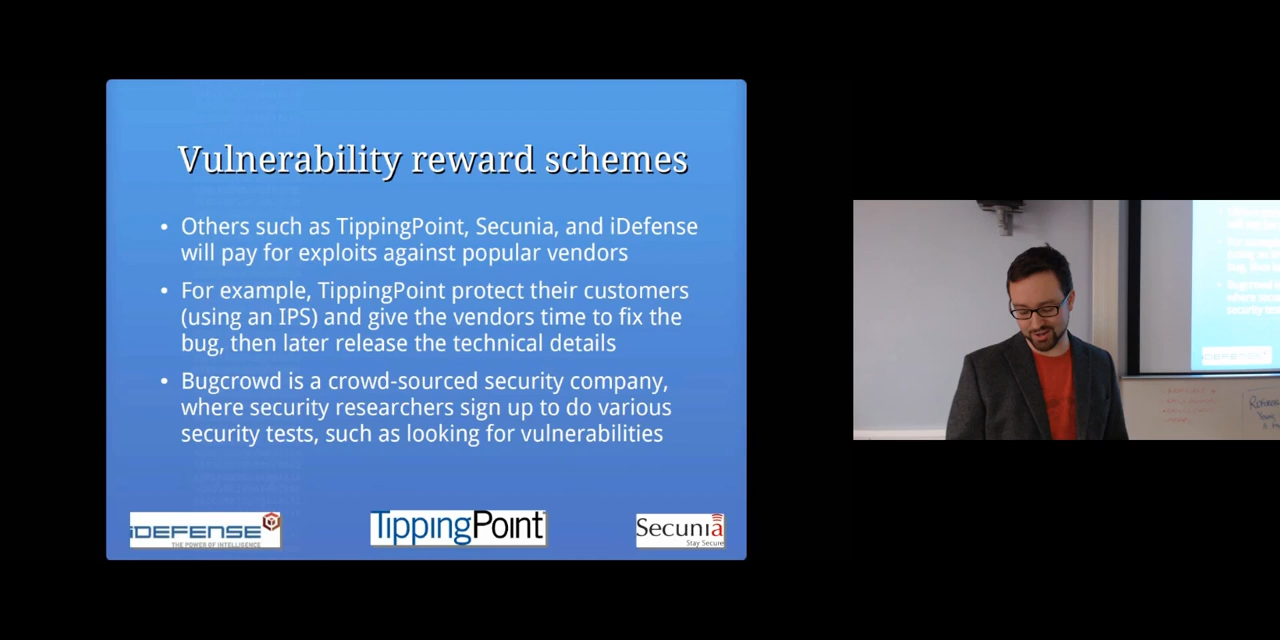 Vulnerability reward schemes
• Others such as TippingPoint, Secunia, and iDefense
will pay for exploits against popular vendors
• For example, TippingPoint protect their customers
(using an IPS) and give the vendors time to fix the
bug, then later release the technical details
• Bugcrowd is a crowd-sourced security company,
where security researchers sign up to do various
security tests, such as looking for vulnerabilities
iDEFENSE
THE POWER OF INTELLIGENCE
TippingPoint
Secunia
Stay Secure
security tes
iDEFENSE